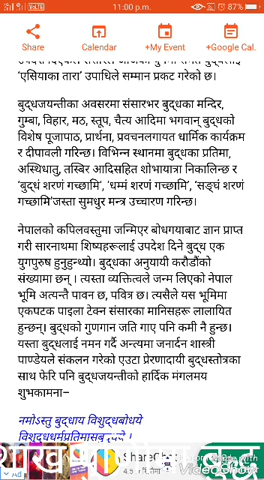 11:00 p.m.
87%
Share
Calendar
+My Event
+Google Cal.
'एसियाका तारा' उपाधिले सम्मान प्रकट गरेको छ।
बुद्धजयन्तीका अवसरमा संसारभर बुद्धका मन्दिर,
गुम्बा, विहार, मठ, स्तूप, चैत्य आदिमा भगवान् बुद्धको
विशेष पूजापाठ, प्रार्थना, प्रवचनलगायत धार्मिक कार्यक्रम
र दीपावली गरिन्छ। विभिन्न स्थानमा बुद्धका प्रतिमा,
अस्थिधातु, तस्बिर आदिसहित शोभायात्रा निकालिन्छ र
'बुद्धं शरणं गच्छामि', 'धम्मं शरणं गच्छामि', 'सङ्घं शरणं
गच्छामि'जस्ता सुमधुर मन्त्र उच्चारण गरिन्छ।
नेपालको कपिलवस्तुमा जन्मिएर बोधगयाबाट ज्ञान प्राप्त
गरी सारनाथमा शिष्यहरूलाई उपदेश दिने बुद्ध एक
युगपुरुष हुनुहुन्थ्यो। बुद्धका अनुयायी करौडौंको
संख्यामा छन् । त्यस्ता व्यक्तित्वले जन्म लिएको नेपाल
भूमि अत्यन्तै पावन छ, पवित्र छ। त्यसैले यस भूमिमा
एकपटक पाइला टेक्न संसारका मानिसहरू लालायित
हुन्छन्। बुद्धको गुणगान जति गाए पनि कमी नै हुन्छ।
यस्ता बुद्धलाई नमन गर्दै अन्त्यमा जनार्दन शास्त्री
पाण्डेयले संकलन गरेको एउटा प्रेरणादायी बुद्धस्तोत्रका
साथ फेरि पनि बुद्धजयन्तीको हार्दिक मंगलमय
शुभकामना–
नमोऽस्तु बुद्धाय विशुद्धबोधये
Ad